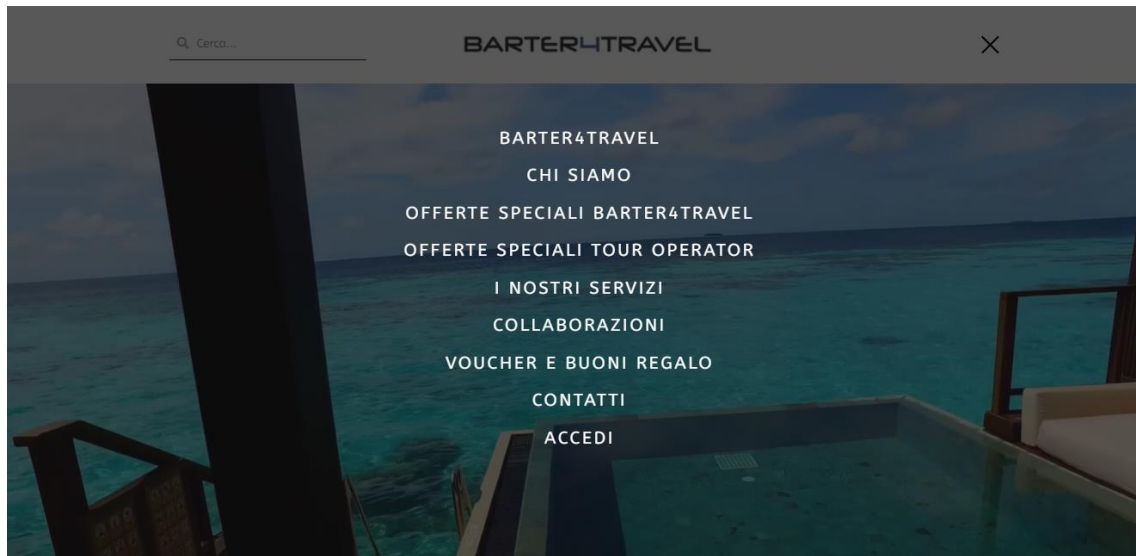 Cerca...
BARTER4TRAVEL
BARTER4TRAVEL
CHI SIAMO
OFFERTE SPECIALI BARTER4TRAVEL
OFFERTE SPECIALI TOUR OPERATOR
I NOSTRI SERVIZI
COLLABORAZIONI
VOUCHER E BUONI REGALO
CONTATTI
ACCEDI